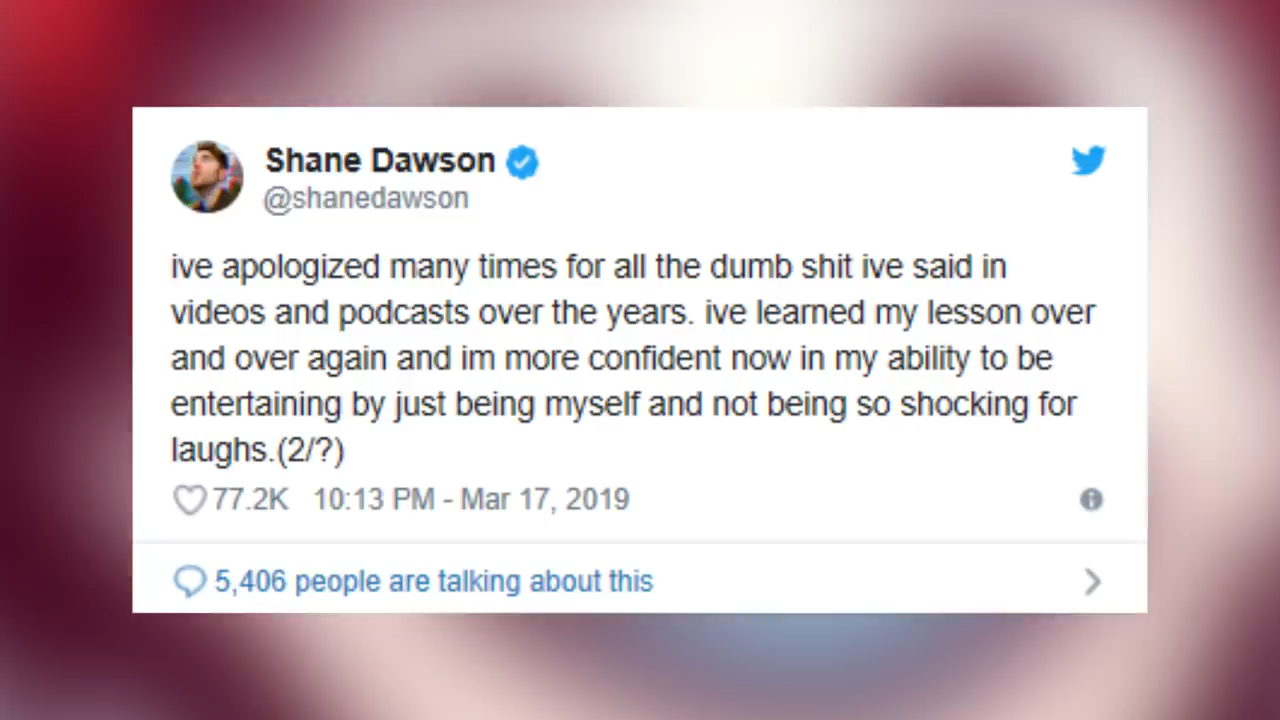 Shane Dawson
@shanedawson
ive apologized many times for all the dumb shit ive said in
videos and podcasts over the years. ive learned my lesson over
and over again and im more confident now in my ability to be
entertaining by just being myself and not being so shocking for
laughs.(2/?)
77.2K 10:13 PM - Mar 17, 2019
5,406 people are talking about this